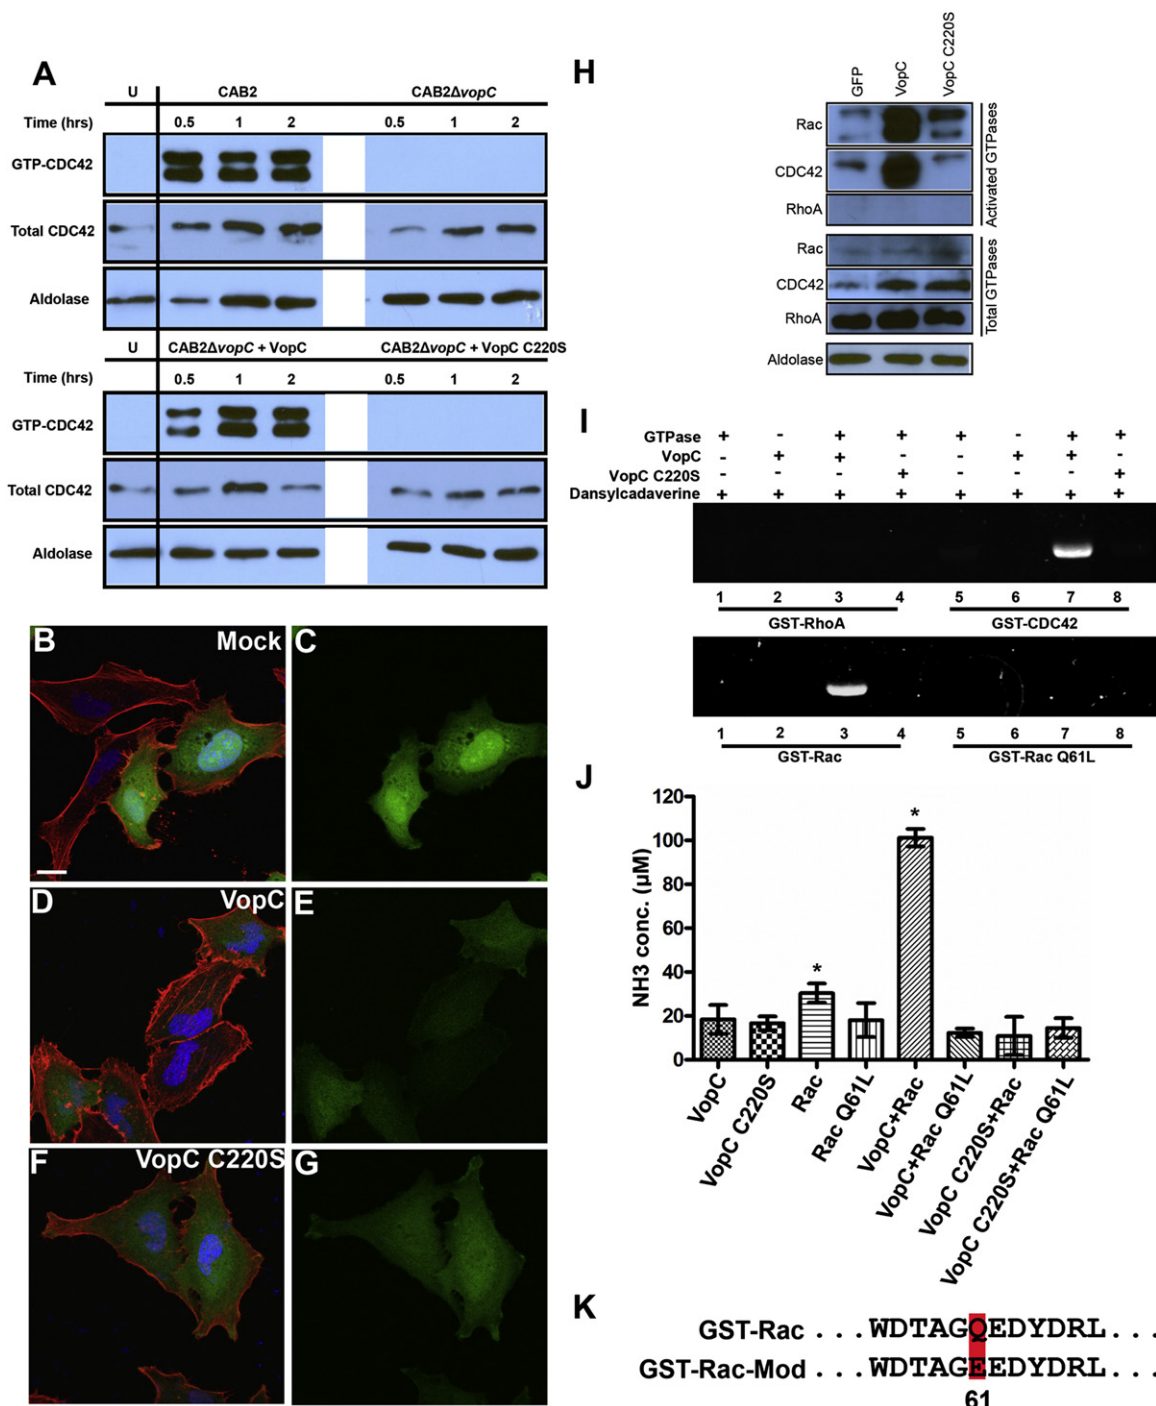 A
U CAB2 CAB2ΔvopC
Time (hrs) 0.5 1 2 0.5 1 2
GTP-CDC42
Total CDC42
Aldolase
U CAB2ΔvopC + VopC CAB2ΔvopC + VopC C220S
Time (hrs) 0.5 1 2 0.5 1 2
GTP-CDC42
Total CDC42
Aldolase
B Mock C
D VopC E
F VopC C220S G
H
GFP VopC VopC C220S
Rac
CDC42
RhoA
Activated GTPases
Rac
CDC42
RhoA
Total GTPases
Aldolase
I
GTPase + - + + + - + +
VopC - + + - - + + -
VopC C220S - - - + - - - +
Dansylcadaverine + + + + + + + +
1 2 3 4 5 6 7 8
GST-RhoA GST-CDC42
1 2 3 4 5 6 7 8
GST-Rac GST-Rac Q61L
J
NH3 conc. (µM)
120
100
80
60
40
20
0
* *
VopC
VopC C220S
Rac
Rac Q61L
VopC+Rac
VopC+Rac Q61L
VopC C220S+Rac
VopC C220S+Rac Q61L
K
GST-Rac ...WDTAGQEDYDRL...
GST-Rac-Mod ...WDTAGEEDYDRL...
61